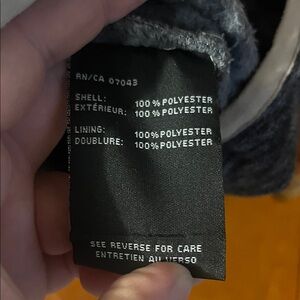 RN/CA 07043
SHELL: 100% POLYESTER
EXTÉRIEUR: 100% POLYESTER
LINING: 100% POLYESTER
DOUBLURE: 100% POLYESTER
SEE REVERSE FOR CARE
ENTRETIEN AU VERSO